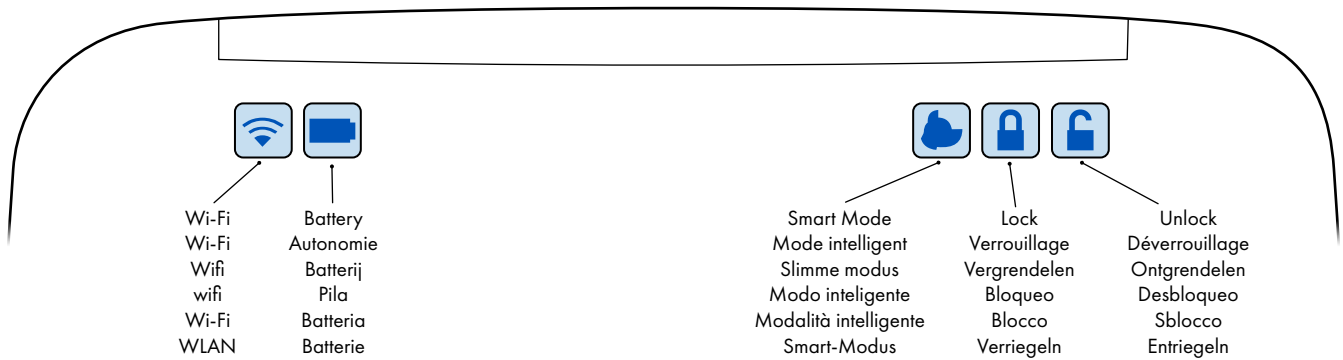 Wi-Fi
Wi-Fi
Wifi
wifi
Wi-Fi
WLAN
Battery
Autonomie
Batterij
Pila
Batteria
Batterie
Smart Mode
Mode intelligent
Slimme modus
Modo inteligente
Modalità intelligente
Smart-Modus
Lock
Verrouillage
Vergrendelen
Bloqueo
Blocco
Verriegeln
Unlock
Déverrouillage
Ontgrendelen
Desbloqueo
Sblocco
Entriegeln